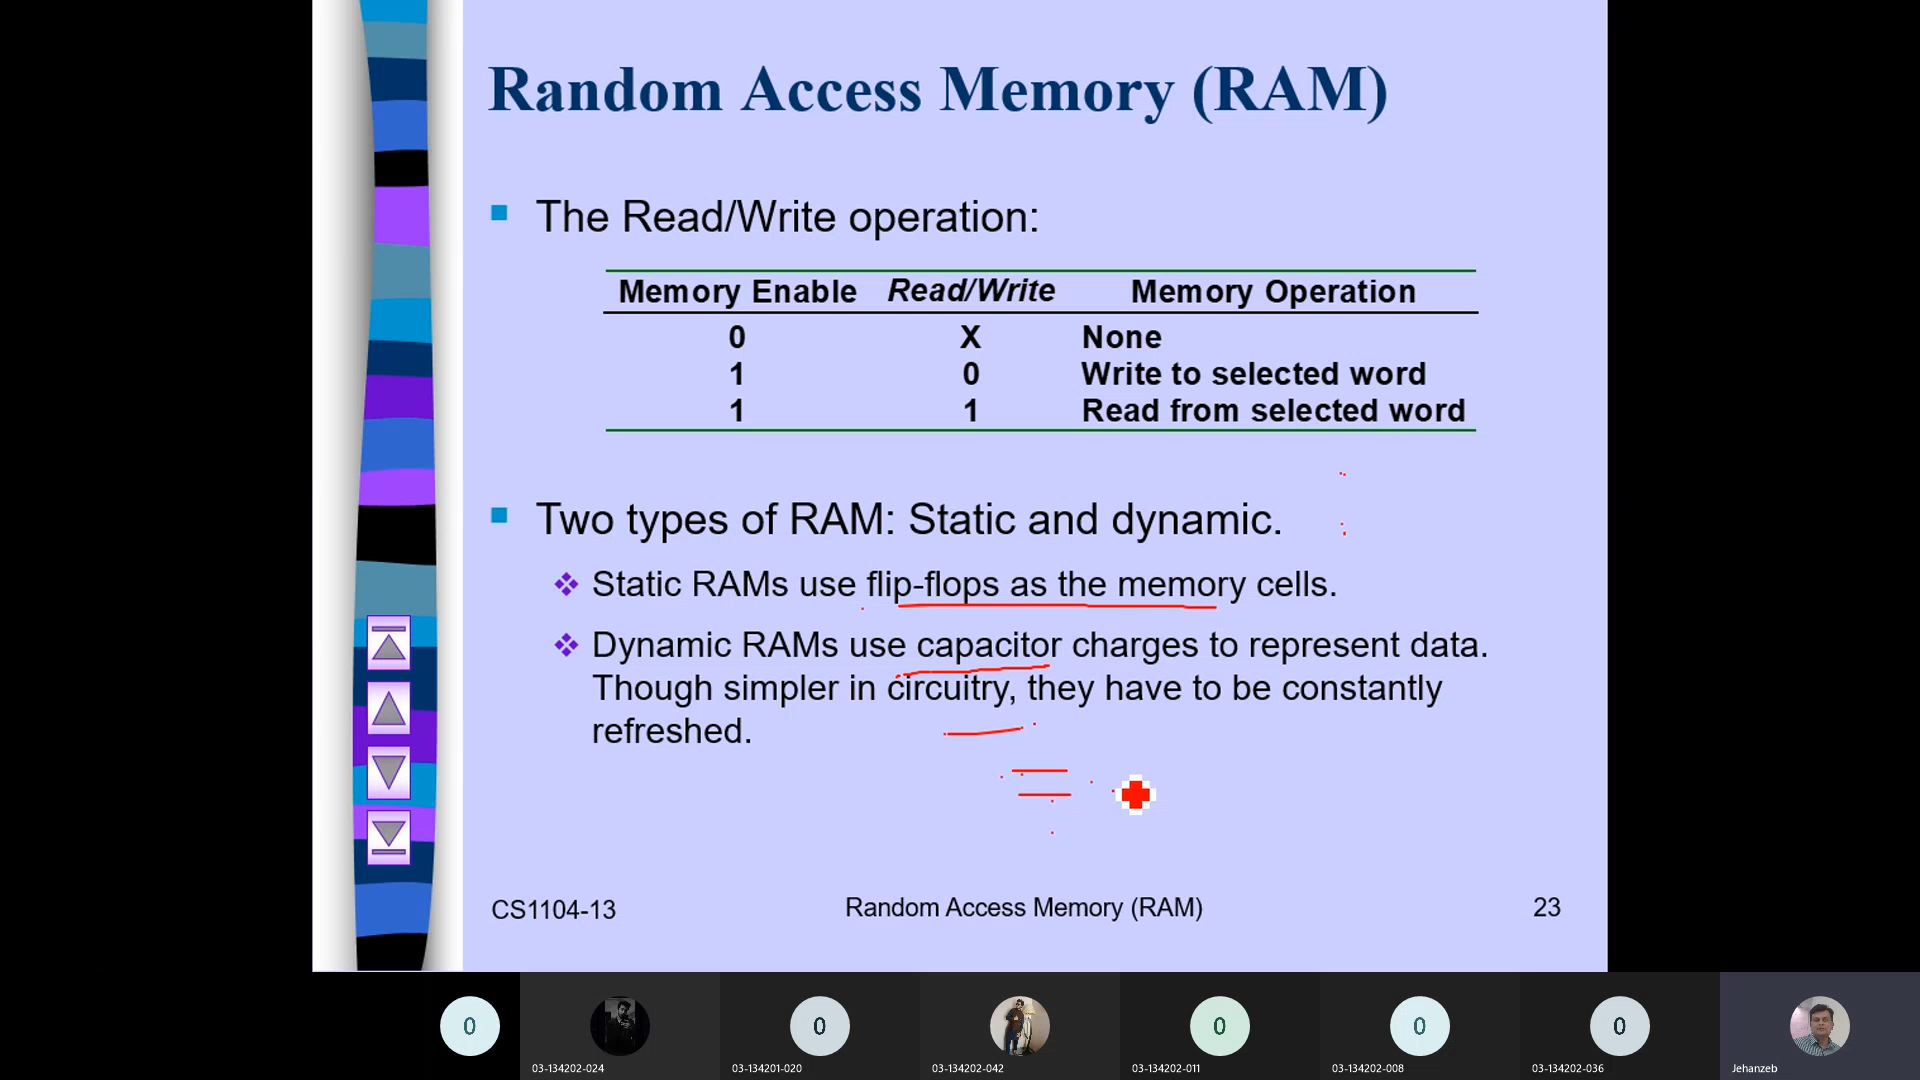 Random Access Memory (RAM)
The Read/Write operation:
Memory Enable Read/Write Memory Operation
0 X None
1 0 Write to selected word
1 1 Read from selected word
Two types of RAM: Static and dynamic.
Static RAMs use flip-flops as the memory cells.
Dynamic RAMs use capacitor charges to represent data.
Though simpler in circuitry, they have to be constantly
refreshed.
CS1104-13 Random Access Memory (RAM) 23
0 0 0 0 0
03-134202-024 03-134201-020 03-134202-042 03-134202-011 03-134202-008 03-134202-036 Jehanzeb